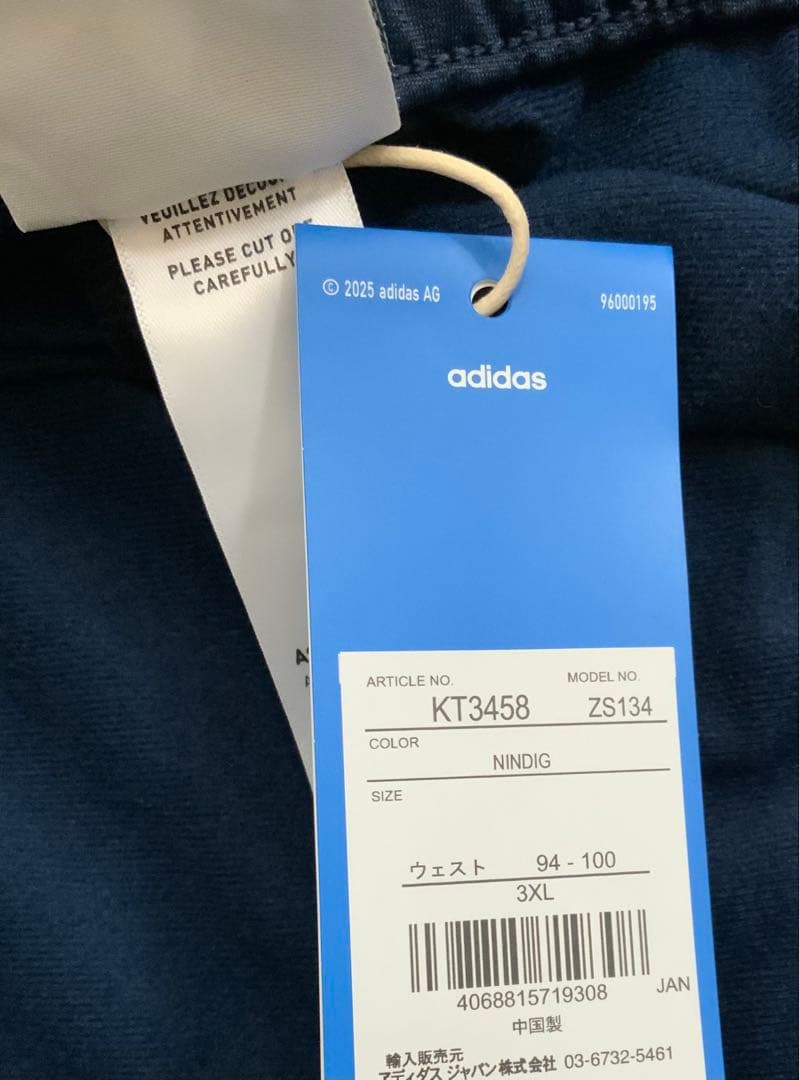 VEUILLEZ
ATTENTIVEMENT
PLEASE CUT
CAREFULLY
© 2025 adidas AG
96000195
adidas
ARTICLE NO.
MODEL NO.
KT3458
ZS134
COLOR
NINDIG
SIZE
ウェスト 94 - 100
3XL
4068815719308
JAN
中国製
輸入販売元
アディダス ジャパン株式会社 03-6732-5461